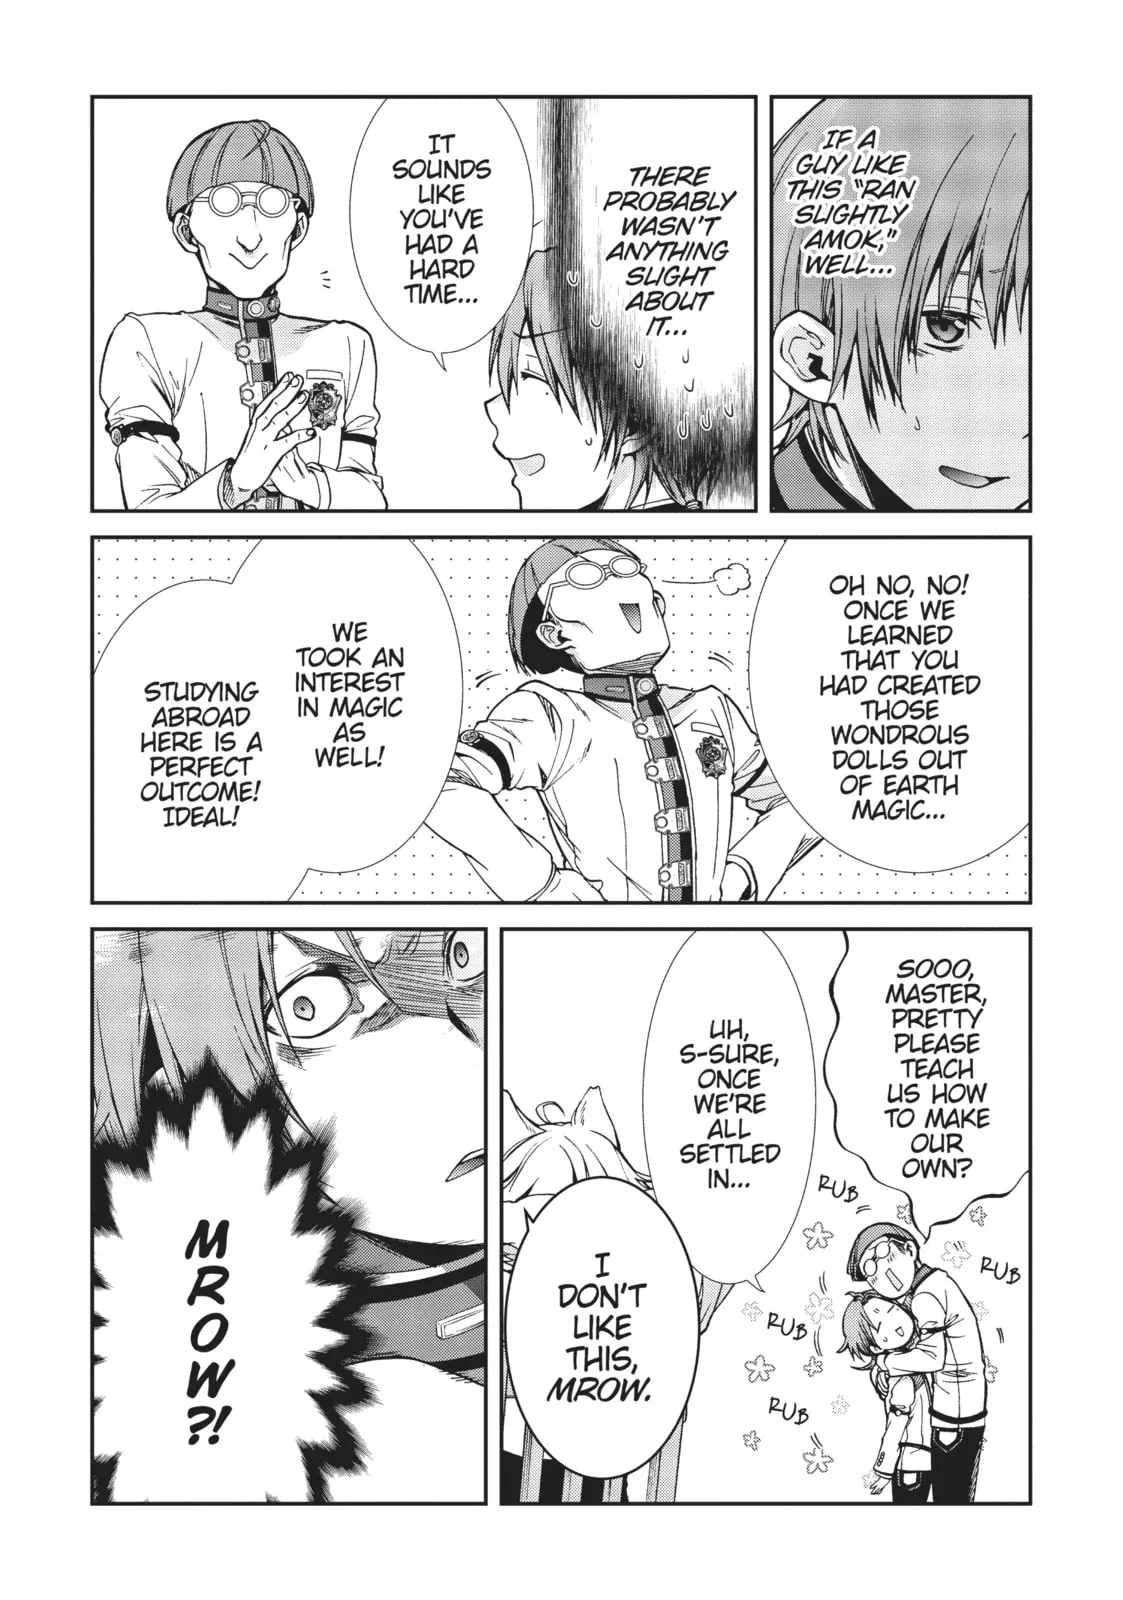 IF A
GUY LIKE
THIS "RAN
SLIGHTLY
AMOK,"
WELL...
THERE
PROBABLY
WASN'T
ANYTHING
SLIGHT
ABOUT
IT...
IT
SOUNDS
LIKE
YOU'VE
HAD A
HARD
TIME...
OH NO, NO!
ONCE WE
LEARNED
THAT YOU
HAD CREATED
THOSE
WONDROUS
DOLLS OUT
OF EARTH
MAGIC...
WE
TOOK AN
INTEREST
IN MAGIC
AS
WELL!
STUDYING
ABROAD
HERE IS A
PERFECT
OUTCOME!
IDEAL!
SOOO,
MASTER,
PRETTY
PLEASE
TEACH
US HOW
TO MAKE
OUR
OWN?
RUB
RUB
RUB
RUB
UH,
S-SURE,
ONCE
WE'RE
ALL
SETTLED
IN...
I
DON'T
LIKE
THIS,
MROW.
MROW?!